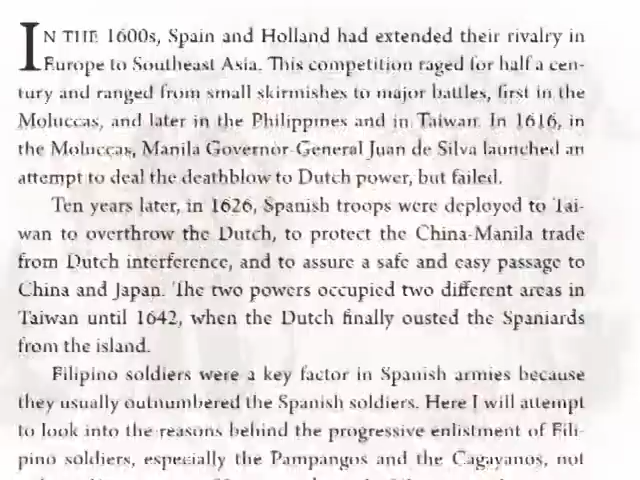 IN THE 1600s, Spain and Holland had extended their rivalry in
Europe to Southeast Asia. This competition raged for half a cen-
tury and ranged from small skirmishes to major battles, first in the
Moluccas, and later in the Philippines and in Taiwan. In 1616, in
the Moluccas, Manila Governor-General Juan de Silva launched an
attempt to deal the deathblow to Dutch power, but failed.
Ten years later, in 1626, Spanish troops were deployed to Tai-
wan to overthrow the Dutch, to protect the China-Manila trade
from Dutch interference, and to assure a safe and easy passage to
China and Japan. The two powers occupied two different areas in
Taiwan until 1642, when the Dutch finally ousted the Spaniards
from the island.
Filipino soldiers were a key factor in Spanish armies because
they usually outnumbered the Spanish soldiers. Here I will attempt
to look into the reasons behind the progressive enlistment of Fili-
pino soldiers, especially the Pampangos and the Cagayanos, not